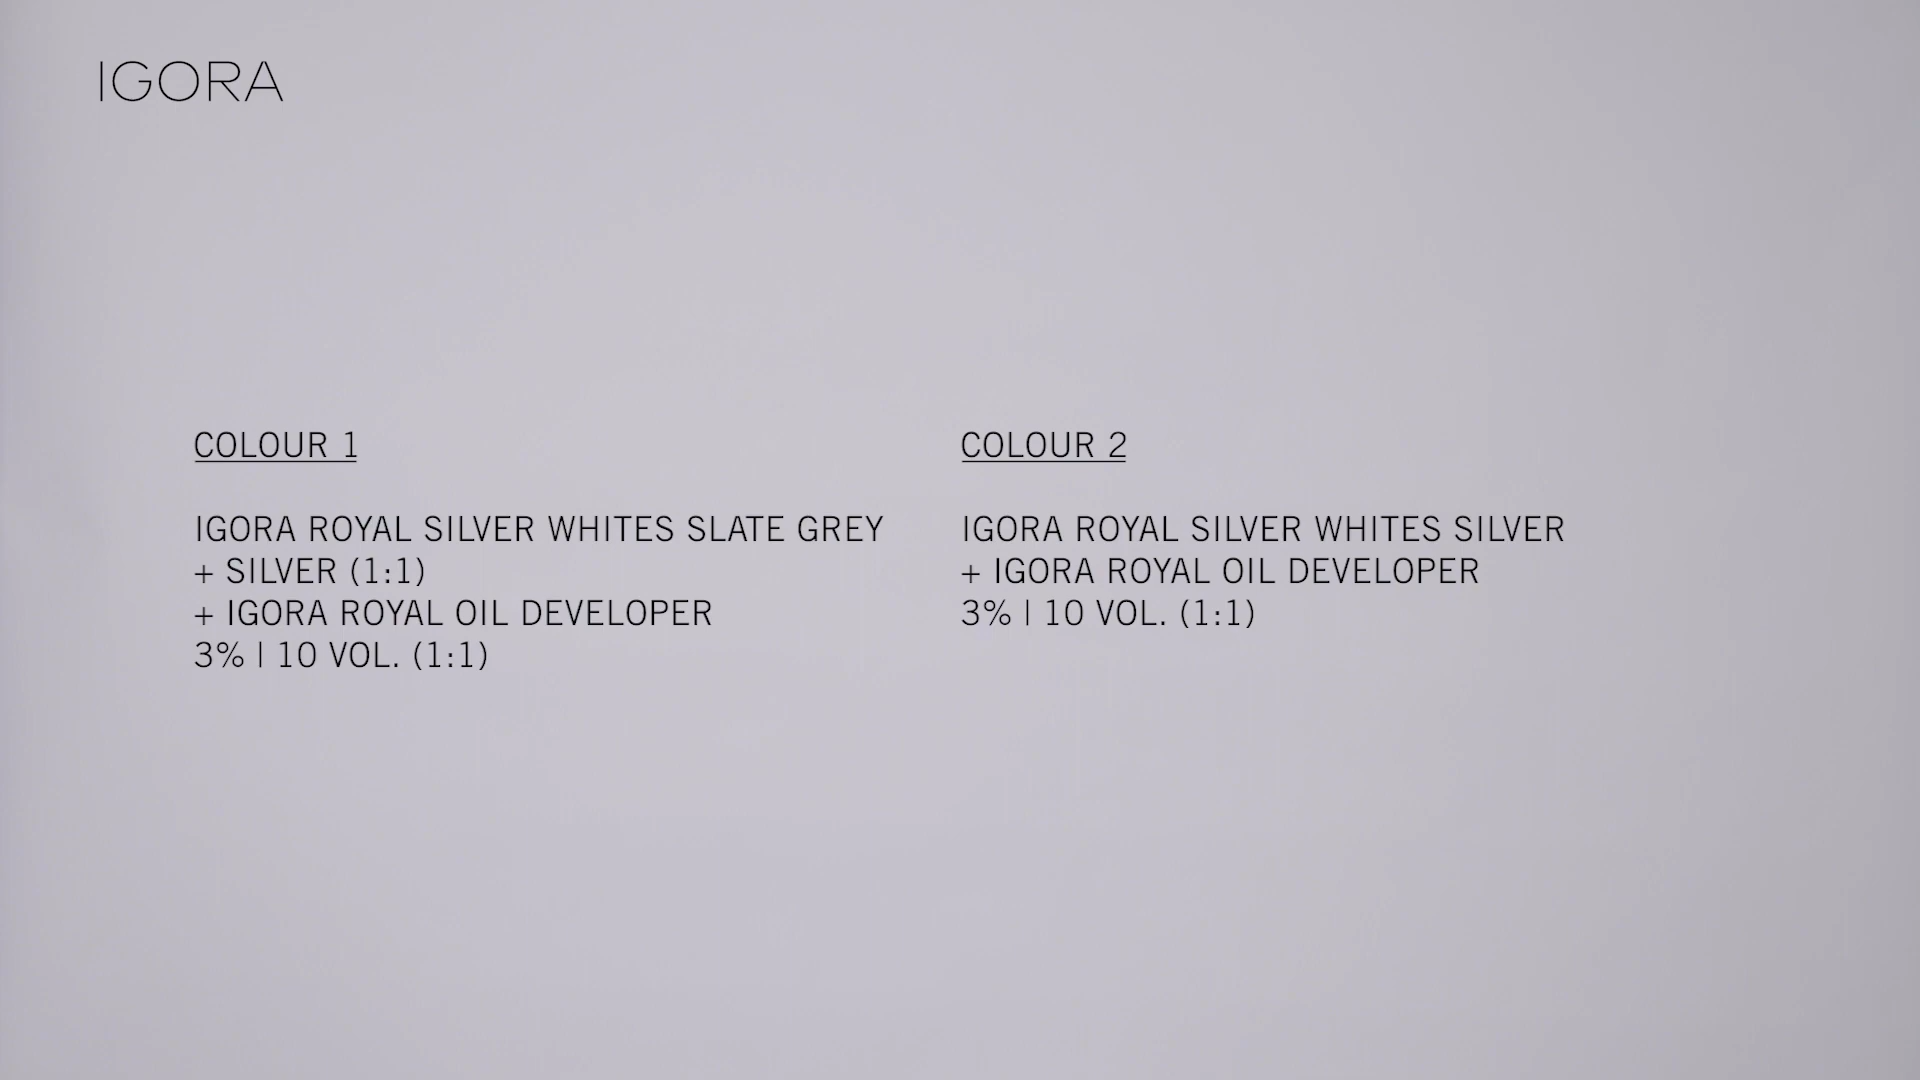 IGORA
COLOUR 1
IGORA ROYAL SILVER WHITES SLATE GREY
+ SILVER (1:1)
+ IGORA ROYAL OIL DEVELOPER
3% | 10 VOL. (1:1)
COLOUR 2
IGORA ROYAL SILVER WHITES SILVER
+ IGORA ROYAL OIL DEVELOPER
3% | 10 VOL. (1:1)